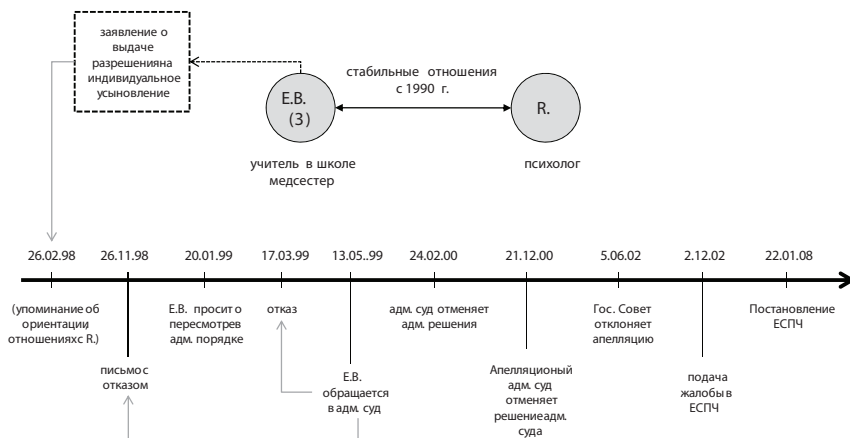 заявление о
выдаче
разрешенияна
индивидуальное
усыновление
E.B.
(3)
стабильные отношения
с 1990 г.
R.
учитель в школе
медсестер
психолог
26.02.98
26.11.98
20.01.99
17.03.99
13.05..99
24.02.00
21.12.00
5.06.02
2.12.02
22.01.08
(упоминание об
ориентации,
отношенияхс R.)
письмо с
отказом
Е.В. просит о
пересмотрев
адм. порядке
отказ
Е.В.
обращается
в адм. суд
адм. суд отменяет
адм. решения
Апелляционый
адм. суд
отменяет
решениеадм.
суда
Гос. Совет
отклоняет
апелляцию
подача
жалобы в
ЕСПЧ
Постановление
ЕСПЧ